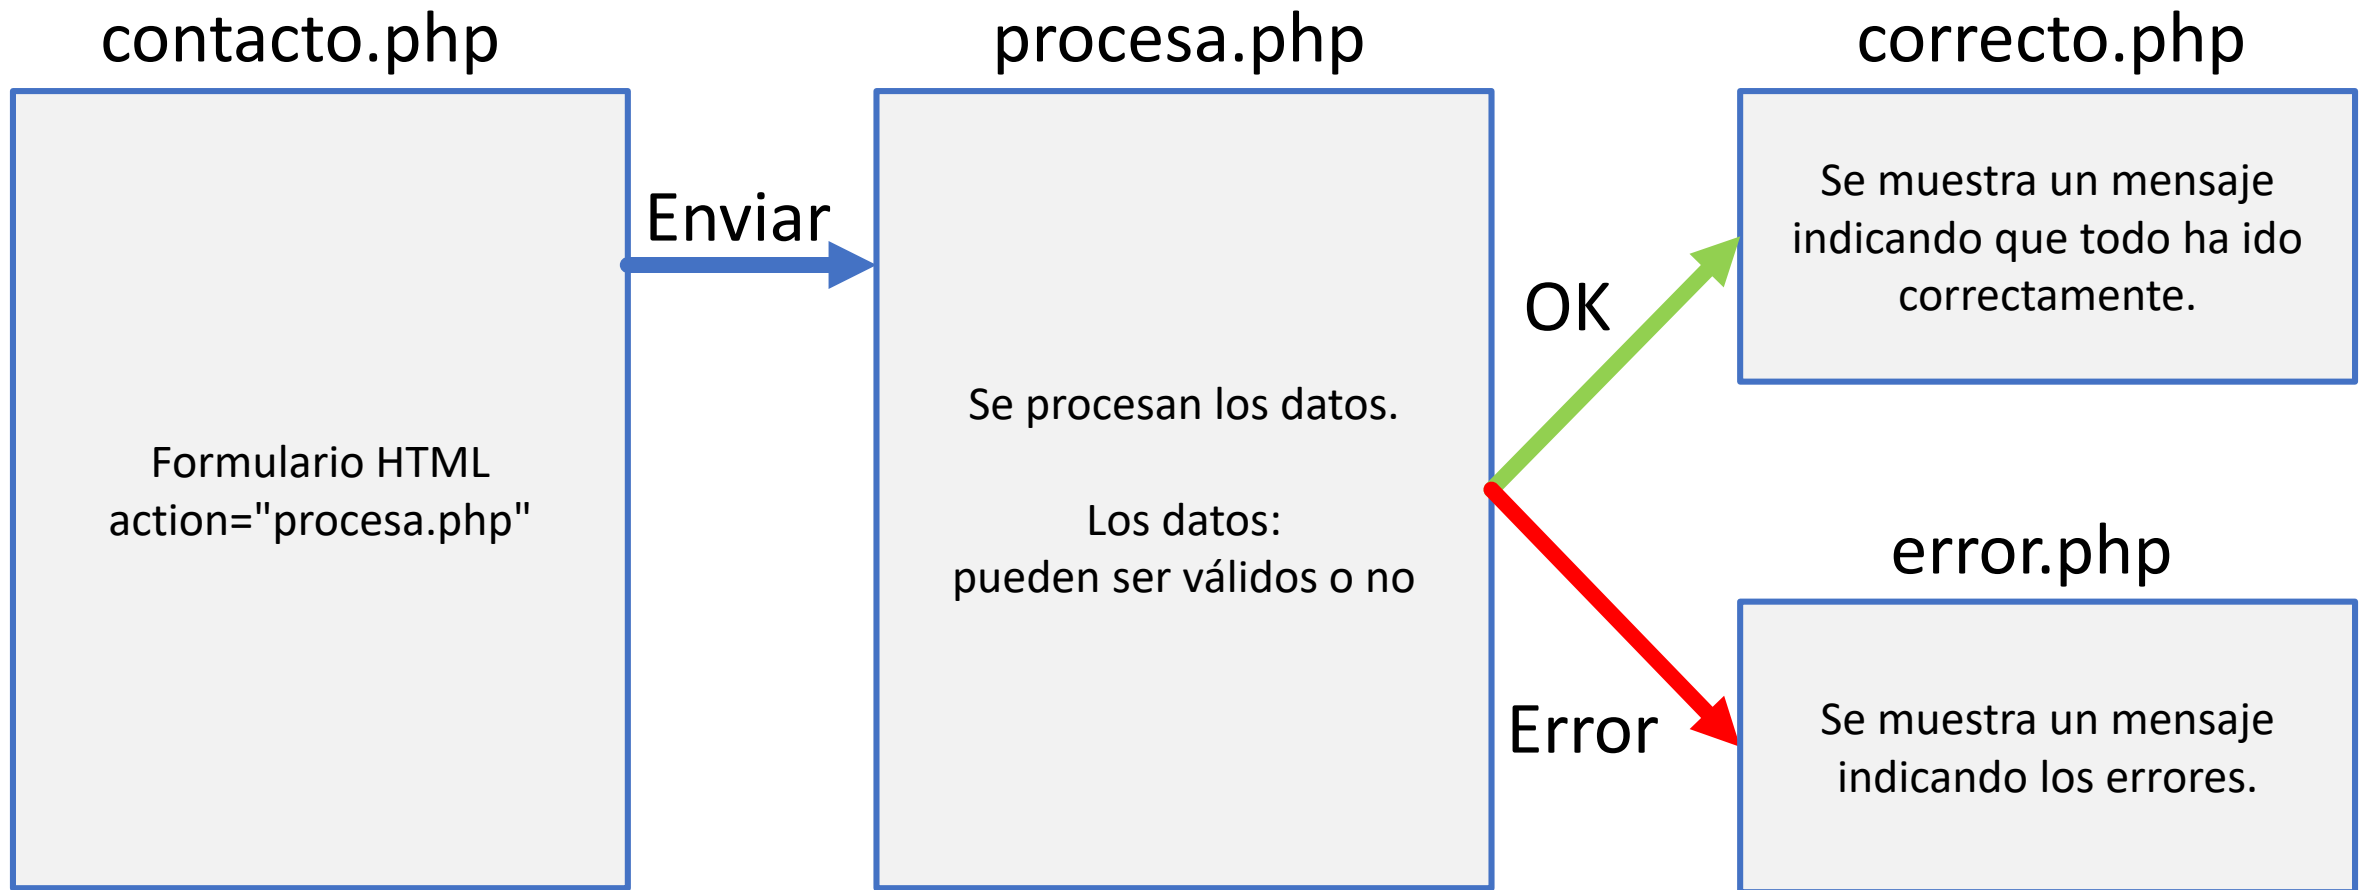 contacto.php
Formulario HTML
action="procesa.php"
Enviar
procesa.php
Se procesan los datos.
Los datos:
pueden ser válidos o no
OK
correcto.php
Se muestra un mensaje
indicando que todo ha ido
correctamente.
Error
error.php
Se muestra un mensaje
indicando los errores.